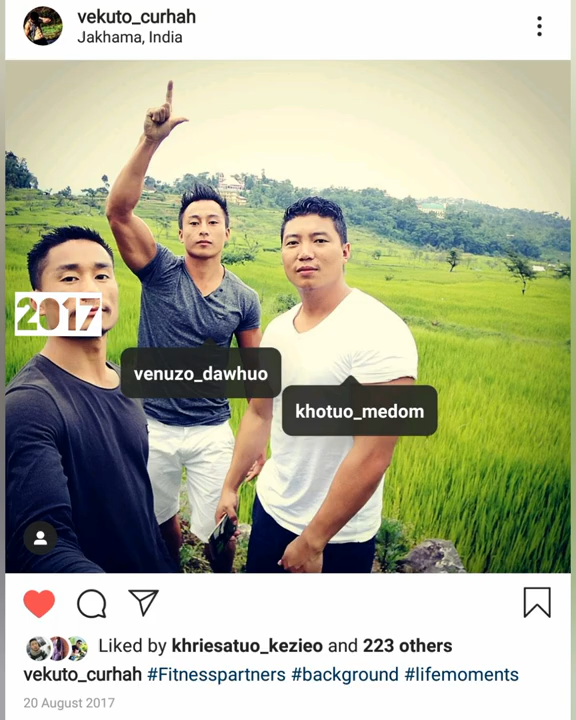 vekuto_curhah
Jakhama, India
2017
venuzo_dawhuo
khotuo_medom
Liked by khriesatuo_kezieo and 223 others
vekuto_curhah #Fitnesspartners #background #lifemoments
20 August 2017